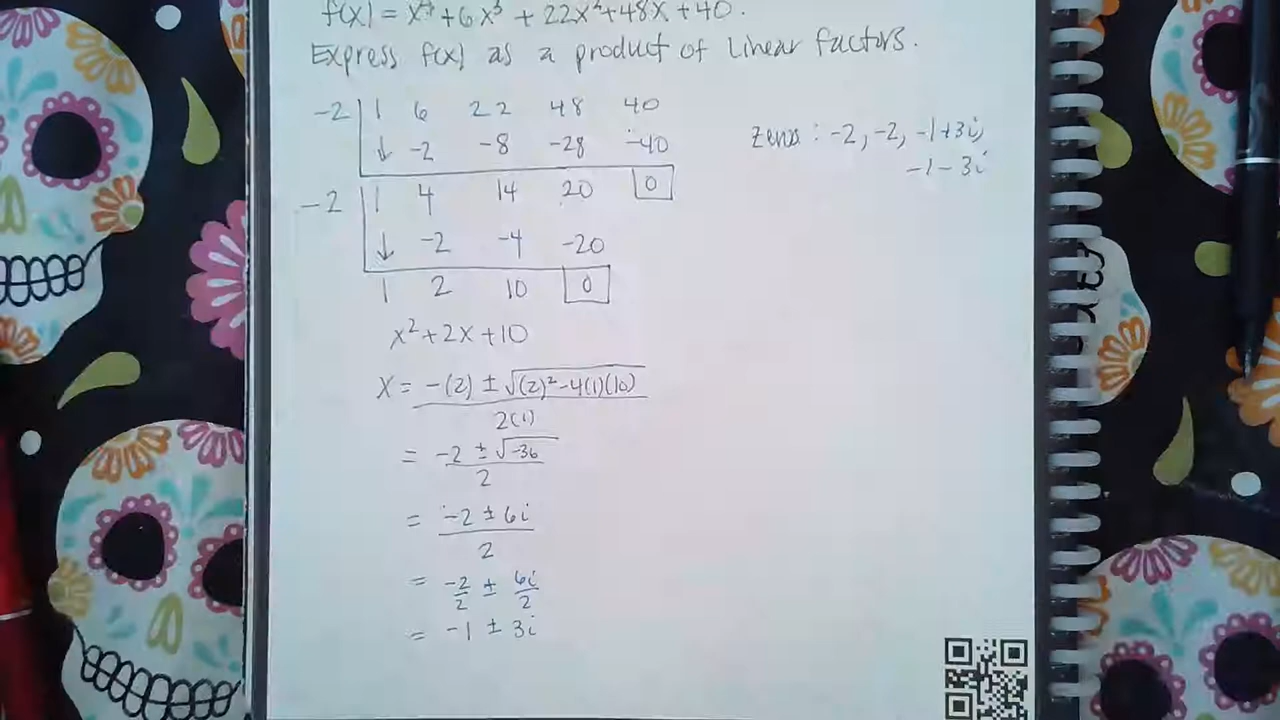 f(x) = x⁴ + 6x³ + 22x² + 48x + 40.
Express f(x) as a product of linear factors.
-2 | 1 6 22 48 40
↓ -2 -8 -28 -40
-2 | 1 4 14 20 0
↓ -2 -4 -20
1 2 10 0
x² + 2x + 10
x = -(2) ± √(2)² - 4(1)(10)
2(1)
= -2 ± √-36
2
= -2 ± 6i
2
= -2/2 ± 6i/2
= -1 ± 3i
zeros : -2, -2, -1+3i,
-1-3i